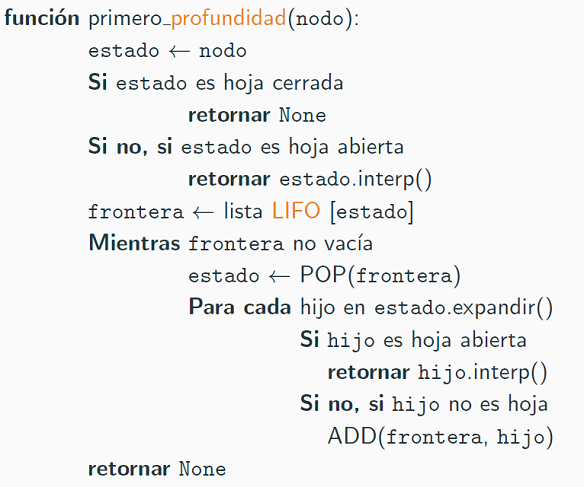 función primero_profundidad(nodo):
estado ← nodo
Si estado es hoja cerrada
retornar None
Si no, si estado es hoja abierta
retornar estado.interp()
frontera ← lista LIFO [estado]
Mientras frontera no vacía
estado ← POP(frontera)
Para cada hijo en estado.expandir()
Si hijo es hoja abierta
retornar hijo.interp()
Si no, si hijo no es hoja
ADD(frontera, hijo)
retornar None